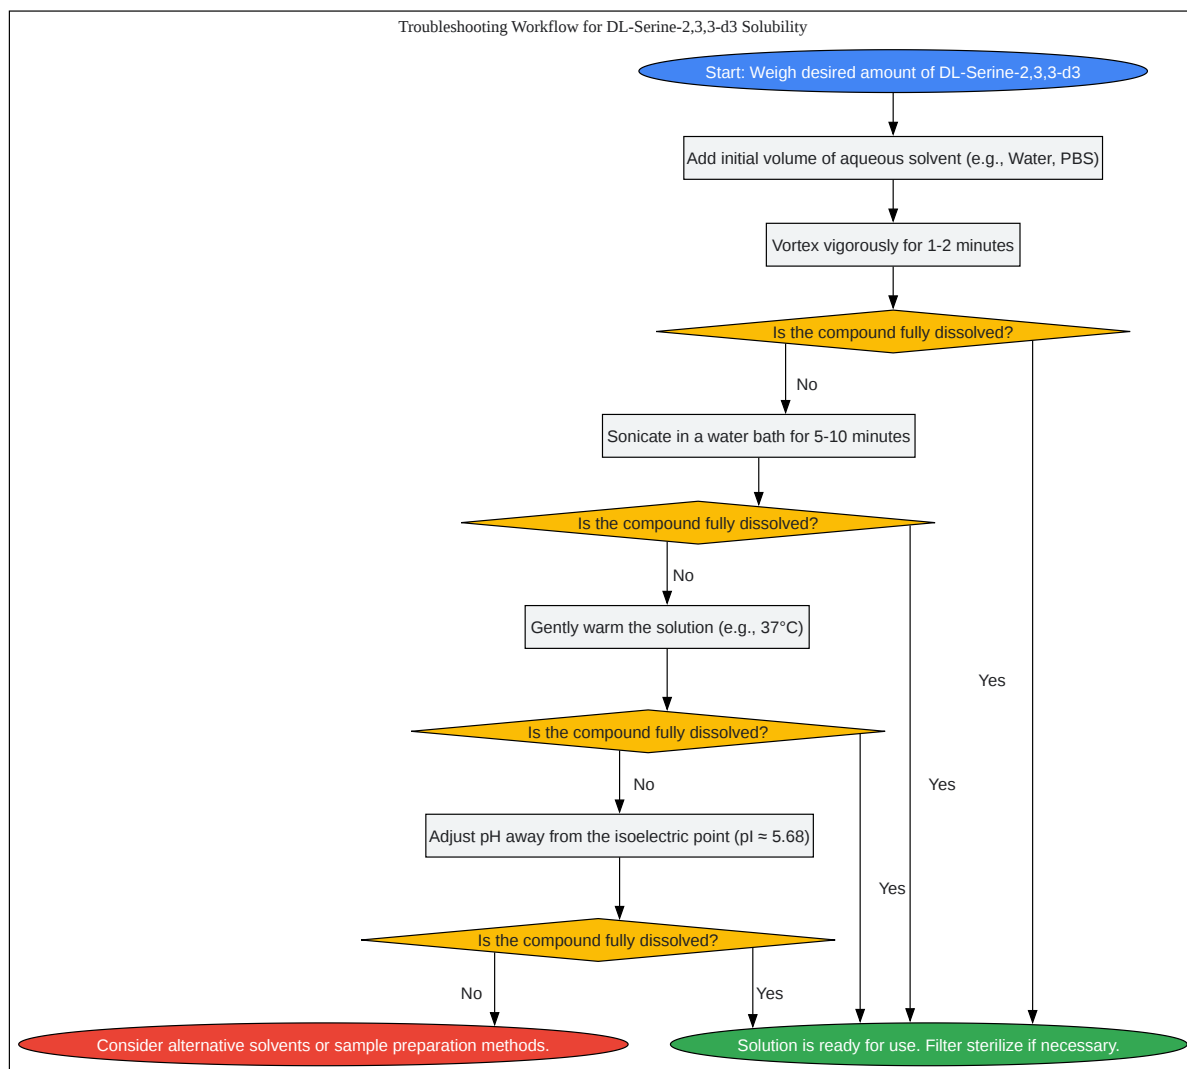 Troubleshooting Workflow for DL-Serine-2,3,3-d3 Solubility
Start: Weigh desired amount of DL-Serine-2,3,3-d3
Add initial volume of aqueous solvent (e.g., Water, PBS)
Vortex vigorously for 1-2 minutes
Is the compound fully dissolved?
No
Sonicate in a water bath for 5-10 minutes
Is the compound fully dissolved?
No
Gently warm the solution (e.g., 37°C)
Yes
Is the compound fully dissolved?
No
Yes
Adjust pH away from the isoelectric point (pI ≈ 5.68)
Yes
Is the compound fully dissolved?
No
Yes
Consider alternative solvents or sample preparation methods.
Solution is ready for use. Filter sterilize if necessary.